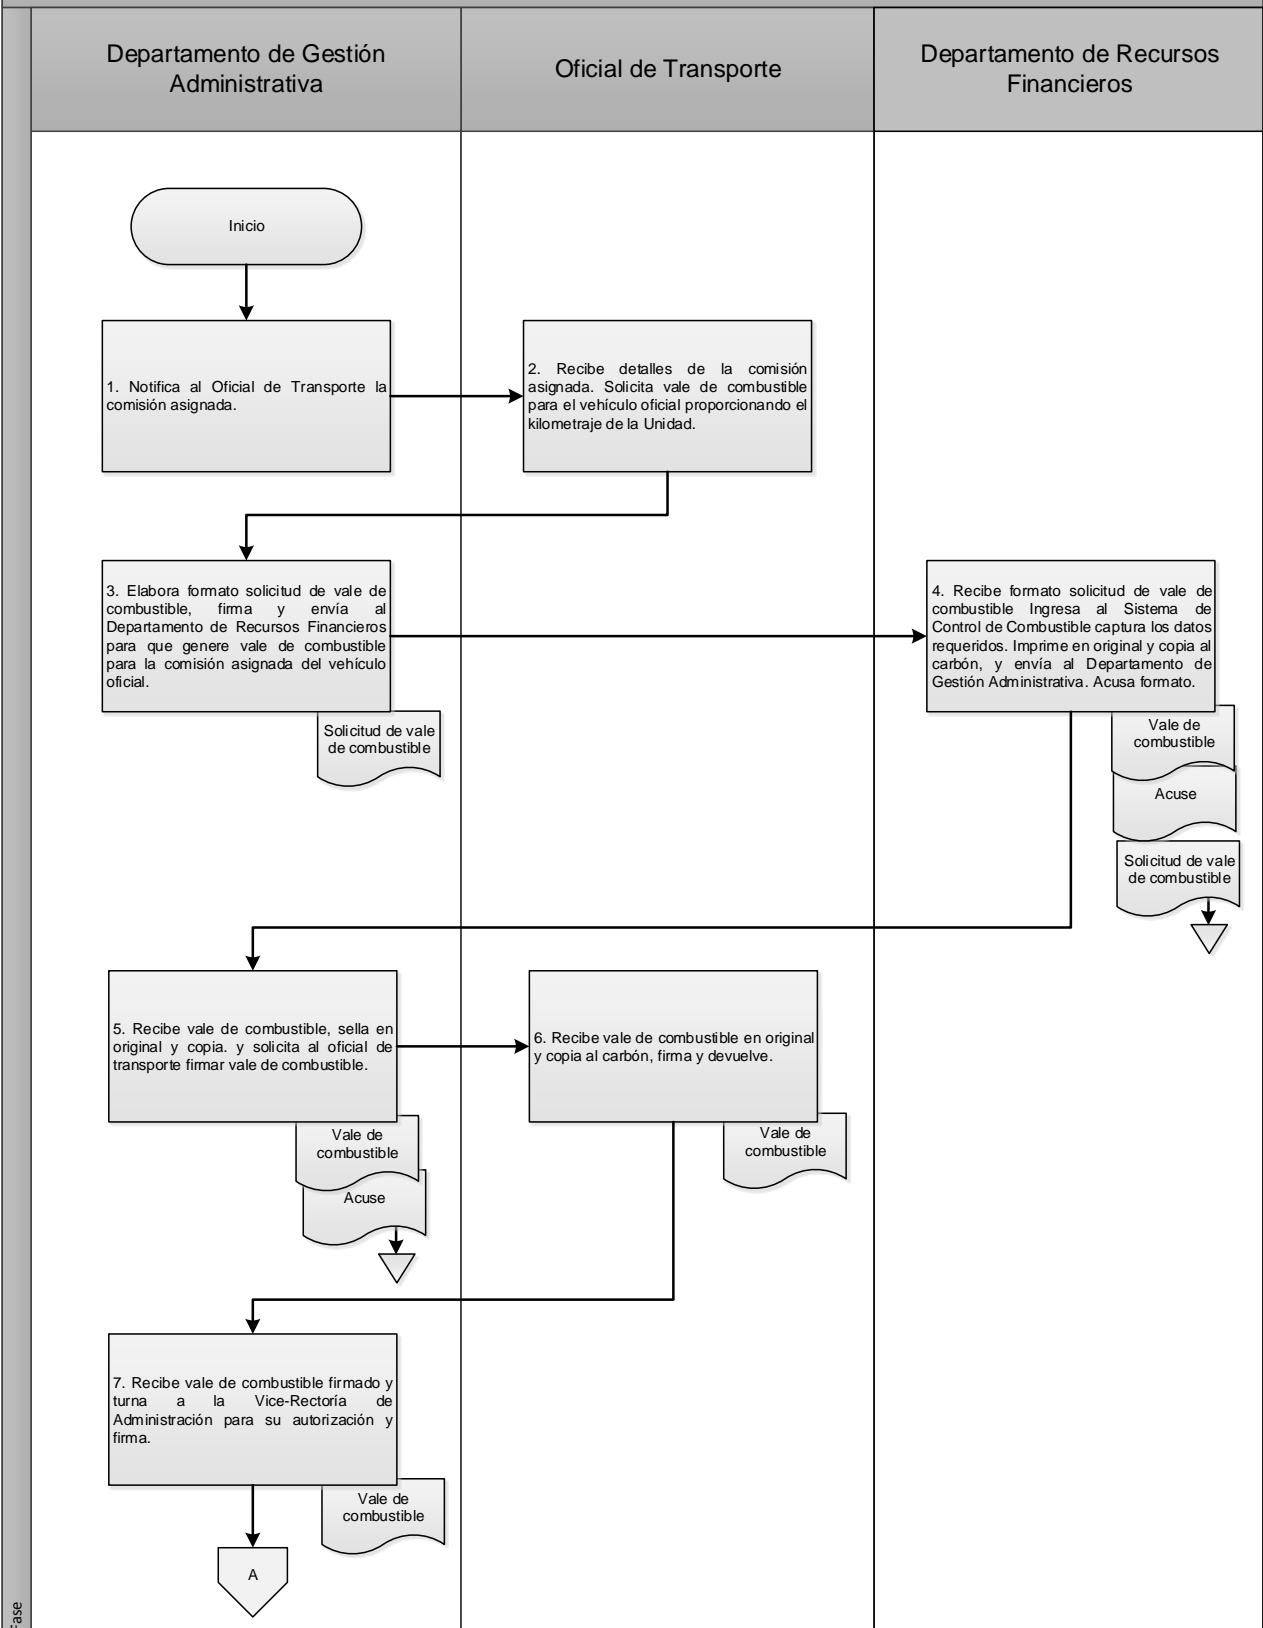 Departamento de Gestión
Administrativa
Oficial de Transporte
Departamento de Recursos
Financieros
Inicio
1. Notifica al Oficial de Transporte la
comisión asignada.
2. Recibe detalles de la comisión
asignada. Solicita vale de combustible
para el vehículo oficial proporcionando el
kilometraje de la Unidad.
3. Elabora formato solicitud de vale de
combustible, firma y envía al
Departamento de Recursos Financieros
para que genere vale de combustible
para la comisión asignada del vehículo
oficial.
Solicitud de vale
de combustible
4. Recibe formato solicitud de vale de
combustible Ingresa al Sistema de
Control de Combustible captura los datos
requeridos. Imprime en original y copia al
carbón, y envía al Departamento de
Gestión Administrativa. Acusa formato.
Vale de
combustible
Acuse
Solicitud de vale
de combustible
5. Recibe vale de combustible, sella en
original y copia. y solicita al oficial de
transporte firmar vale de combustible.
Vale de
combustible
Acuse
6. Recibe vale de combustible en original
y copia al carbón, firma y devuelve.
Vale de
combustible
7. Recibe vale de combustible firmado y
turna a la Vice-Rectoría de
Administración para su autorización y
firma.
Vale de
combustible
A
Fase